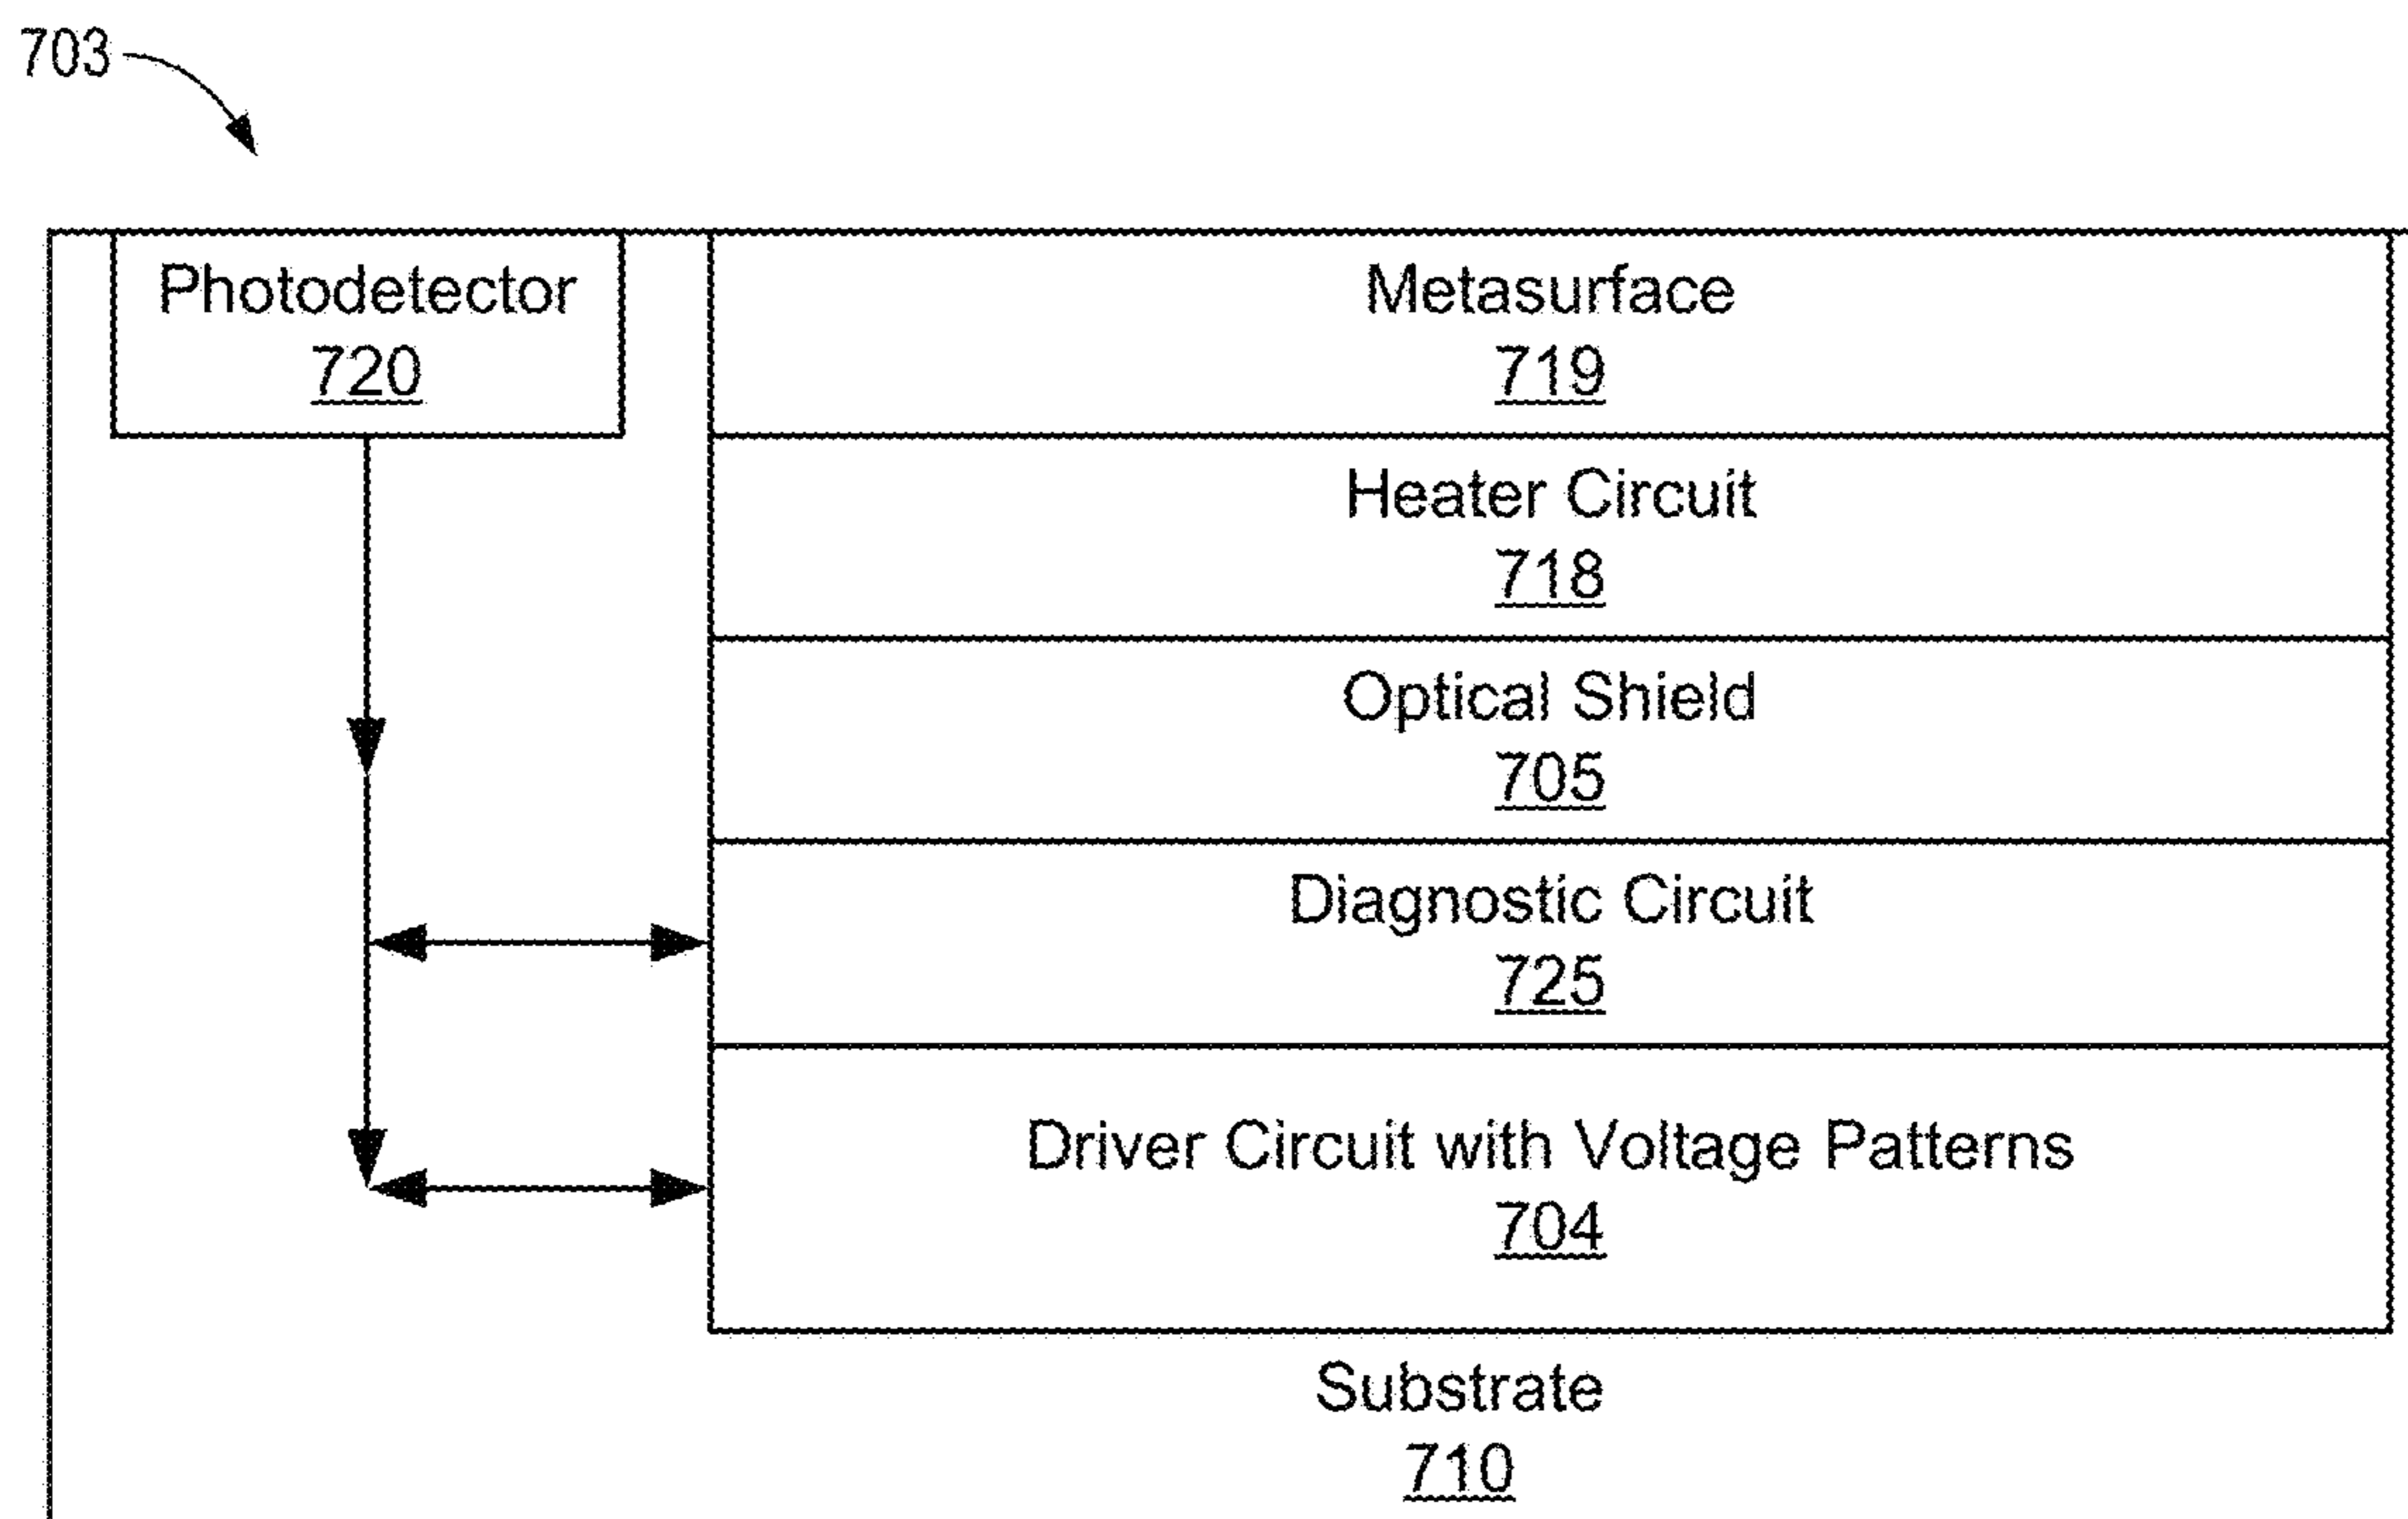 703
Photodetector
720
Metasurface
719
Heater Circuit
718
Optical Shield
705
Diagnostic Circuit
725
Driver Circuit with Voltage Patterns
704
Substrate
710